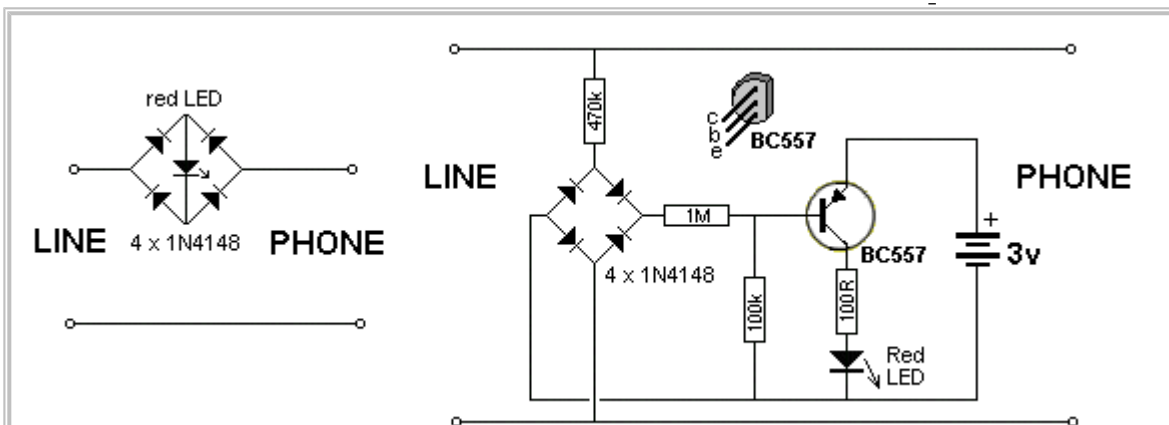 red LED
LINE
PHONE
4 x 1N4148
470k
c
b
e
BC557
LINE
PHONE
1M
BC557
+
3v
4 x 1N4148
100k
100R
Red
LED